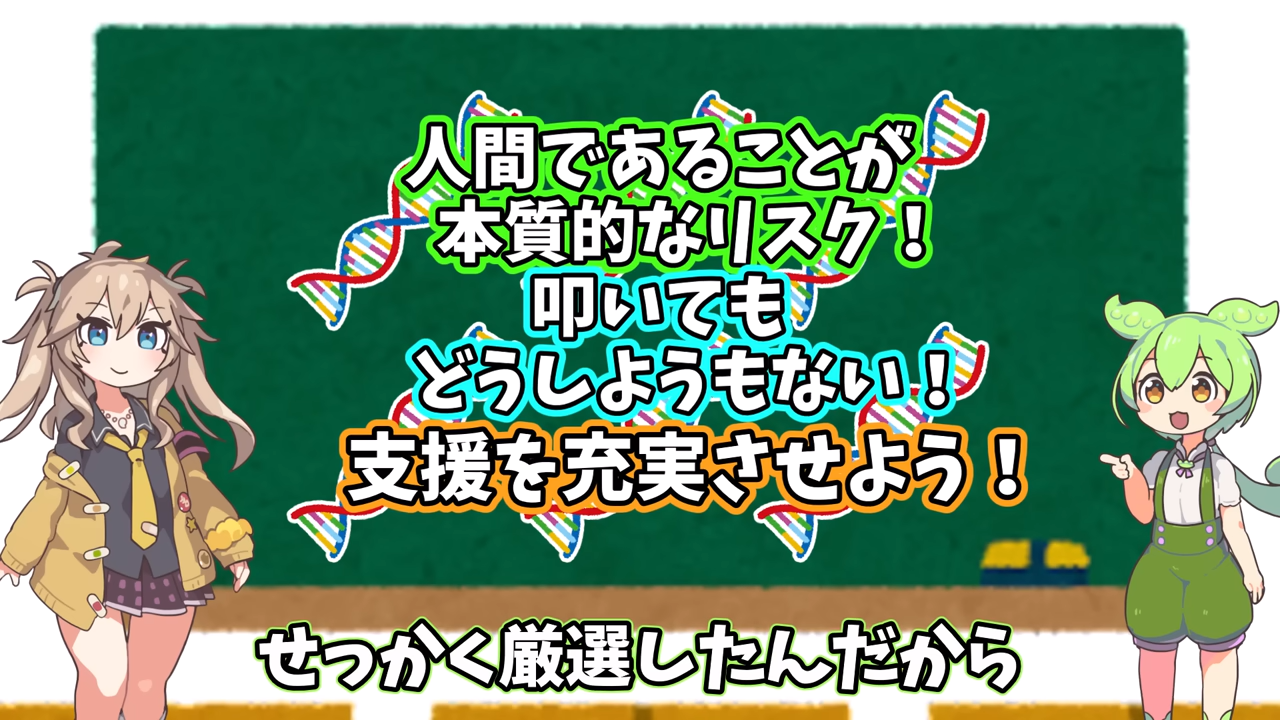 人間であることが
本質的なリスク！
叩いても
どうしようもない！
支援を充実させよう！
せっかく厳選したんだから